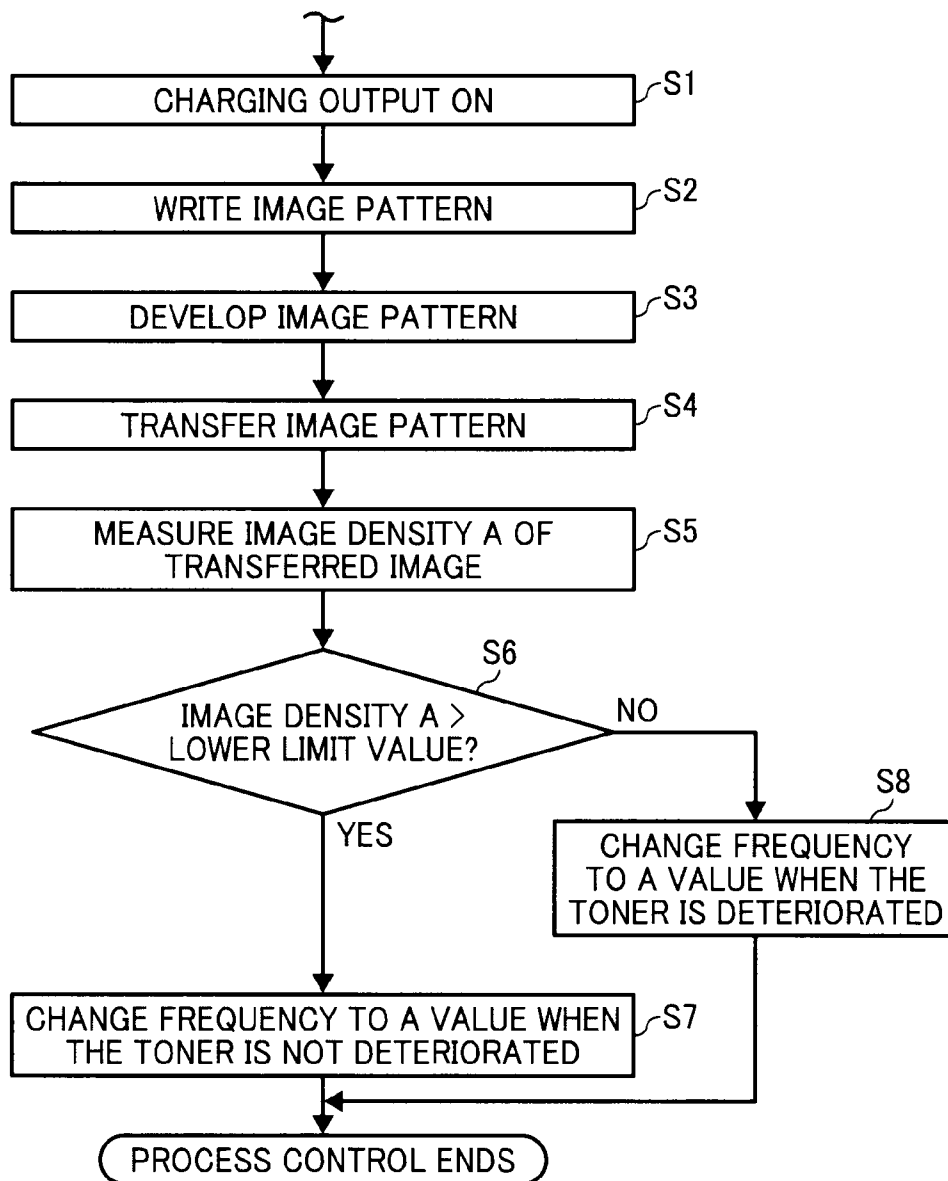 CHARGING OUTPUT ON
S1
WRITE IMAGE PATTERN
S2
DEVELOP IMAGE PATTERN
S3
TRANSFER IMAGE PATTERN
S4
MEASURE IMAGE DENSITY A OF
TRANSFERRED IMAGE
S5
S6
IMAGE DENSITY A >
LOWER LIMIT VALUE?
NO
YES
S8
CHANGE FREQUENCY
TO A VALUE WHEN THE
TONER IS DETERIORATED
CHANGE FREQUENCY TO A VALUE WHEN
THE TONER IS NOT DETERIORATED
S7
PROCESS CONTROL ENDS